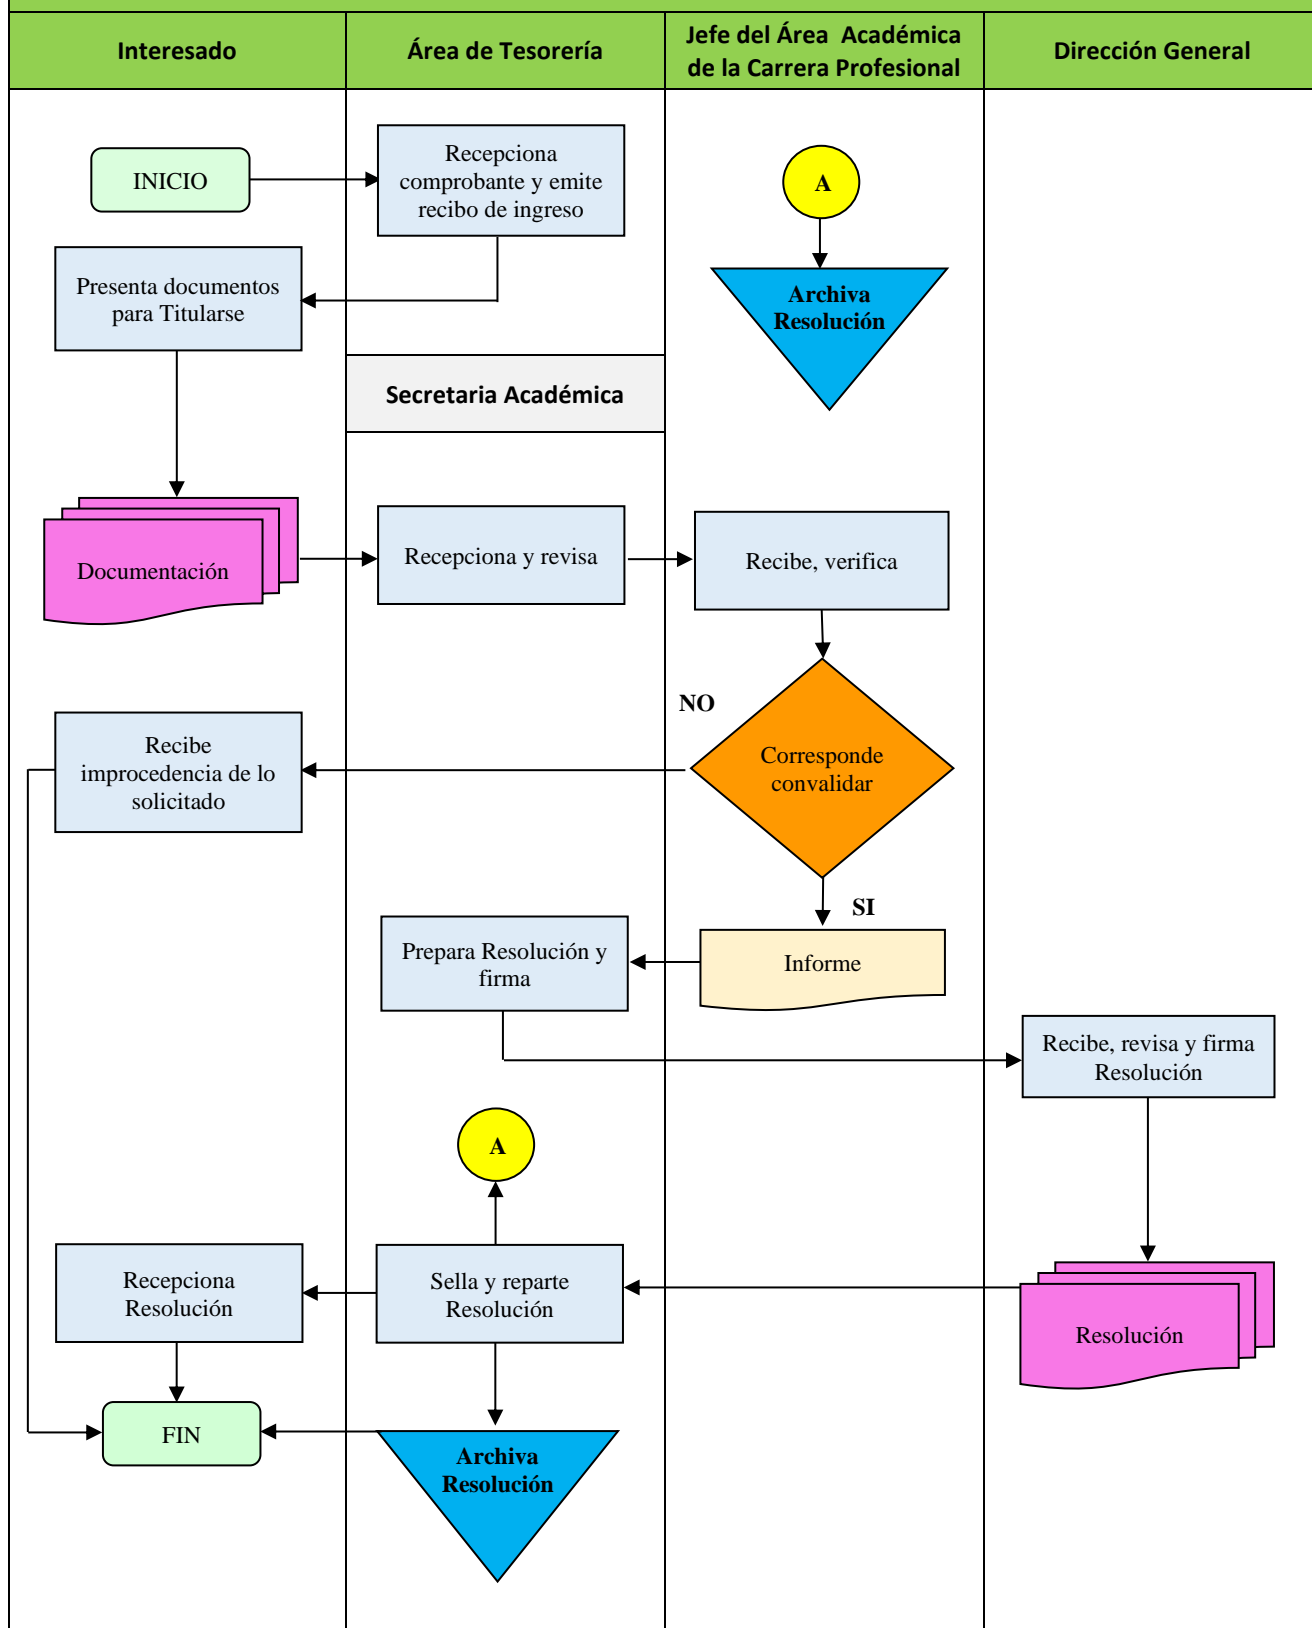 Interesado
Área de Tesorería
Jefe del Área Académica
de la Carrera Profesional
Dirección General
INICIO
Recepciona
comprobante y emite
recibo de ingreso
A
Presenta documentos
para Titularse
Archiva
Resolución
Secretaria Académica
Documentación
Recepciona y revisa
Recibe, verifica
NO
Recibe
improcedencia de lo
solicitado
Corresponde
convalidar
SI
Prepara Resolución y
firma
Informe
Recibe, revisa y firma
Resolución
A
Recepciona
Resolución
Sella y reparte
Resolución
Resolución
FIN
Archiva
Resolución